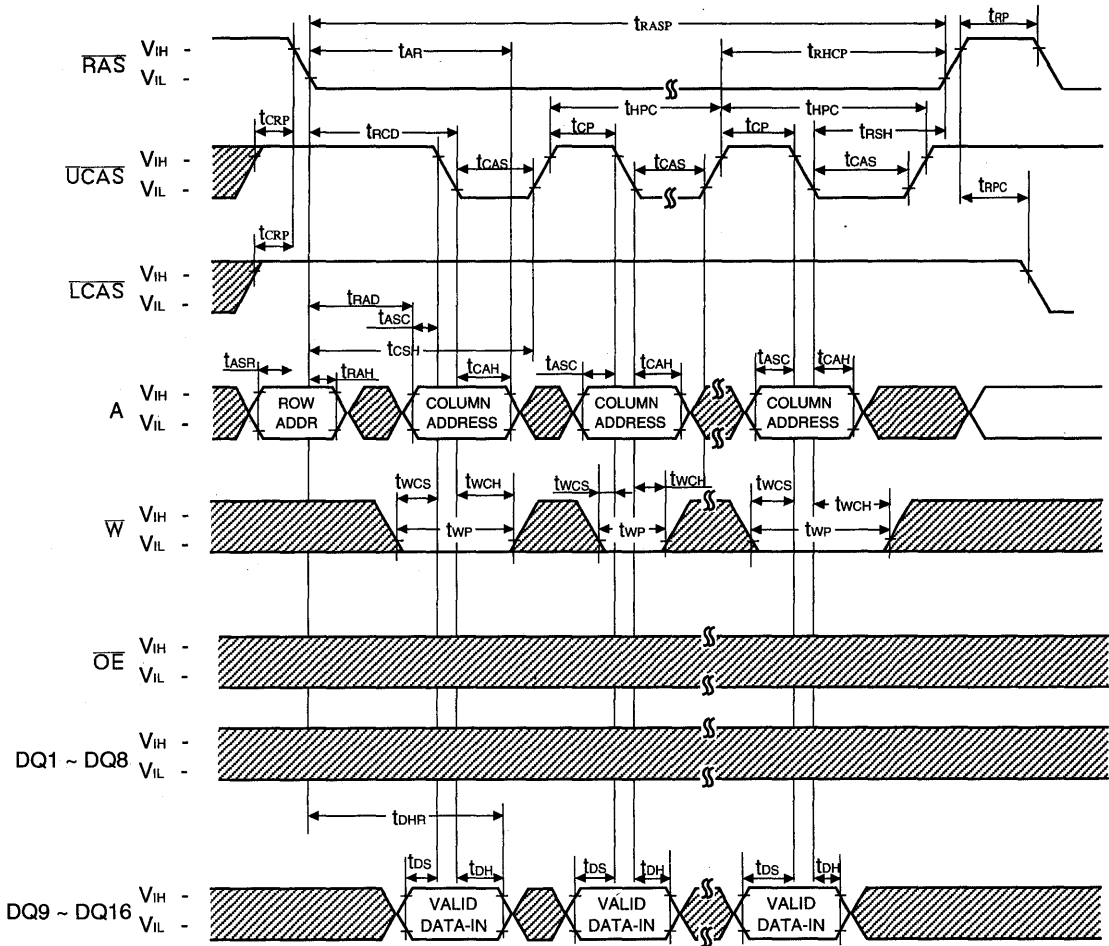 tRASP
tRP
VIH -
tAR
tRHCP
RAS
VIL -
tHPC
tHPC
tCRP
tRCD
tCP
tCP
tRSH
VIH -
tCAS
tCAS
tCAS
UCAS
VIL -
tRPC
tCRP
VIH -
LCAS
VIL -
tRAD
tASC
tCSH
tASR
tRAH
tCAH
tASC
tCAH
tASC
tCAH
VIH -
A
ROW
ADDR
COLUMN
ADDRESS
COLUMN
ADDRESS
COLUMN
ADDRESS
VIL -
tWCS
tWCH
tWCS
tWCH
tWCS
tWCH
VIH -
W
tWP
tWP
tWP
VIL -
VIH -
OE
VIL -
VIH -
DQ1 ~ DQ8
VIL -
tDHR
tDS
tDH
tDS
tDH
tDS
tDH
VIH -
DQ9 ~ DQ16
VALID
DATA-IN
VALID
DATA-IN
VALID
DATA-IN
VIL -